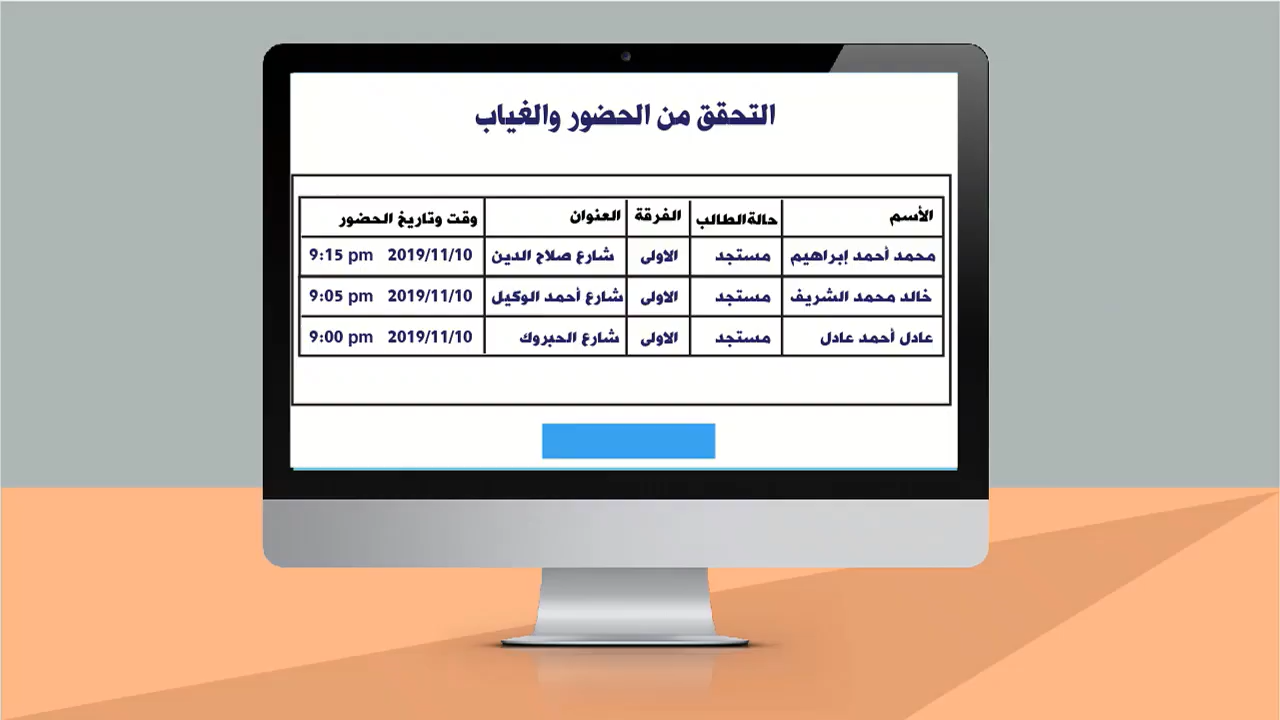 التحقق من الحضور والغياب
الأسم حالة الطالب الفرقة العنوان وقت وتاريخ الحضور
محمد أحمد إبراهيم مستجد الاولى شارع صلاح الدين 2019/11/10 9:15 pm
خالد محمد الشريف مستجد الاولى شارع أحمد الوكيل 2019/11/10 9:05 pm
عادل أحمد عادل مستجد الاولى شارع الحبروك 2019/11/10 9:00 pm